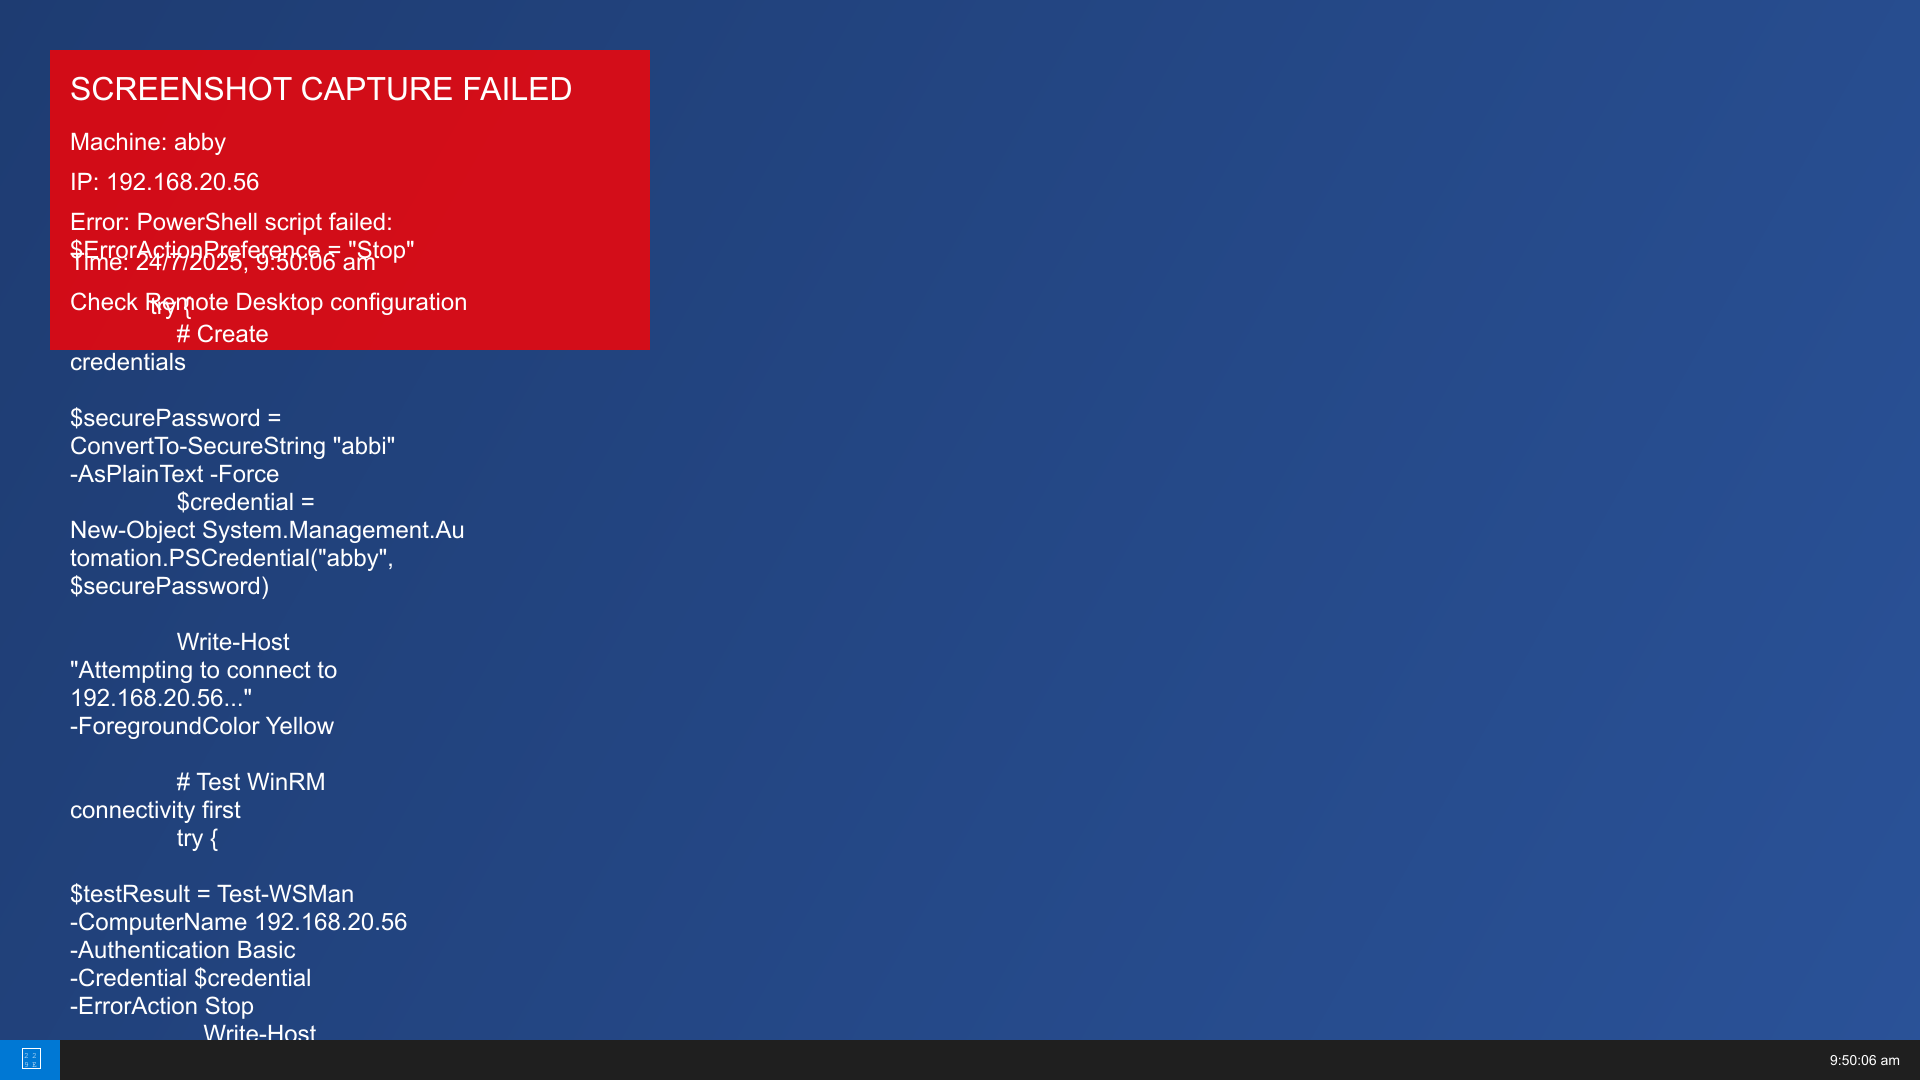 SCREENSHOT CAPTURE FAILED
Machine: abby
IP: 192.168.20.56
Error: PowerShell script failed:
$ErrorActionPreference = "Stop"
Time: 24/7/2025, 9:50:06 am
Check Remote Desktop configuration
try {
# Create
credentials
$securePassword =
ConvertTo-SecureString "abbi"
-AsPlainText -Force
$credential =
New-Object System.Management.Au
tomation.PSCredential("abby",
$securePassword)
Write-Host
"Attempting to connect to
192.168.20.56..."
-ForegroundColor Yellow
# Test WinRM
connectivity first
try {
$testResult = Test-WSMan
-ComputerName 192.168.20.56
-Authentication Basic
-Credential $credential
-ErrorAction Stop
Write-Host
9:50:06 am